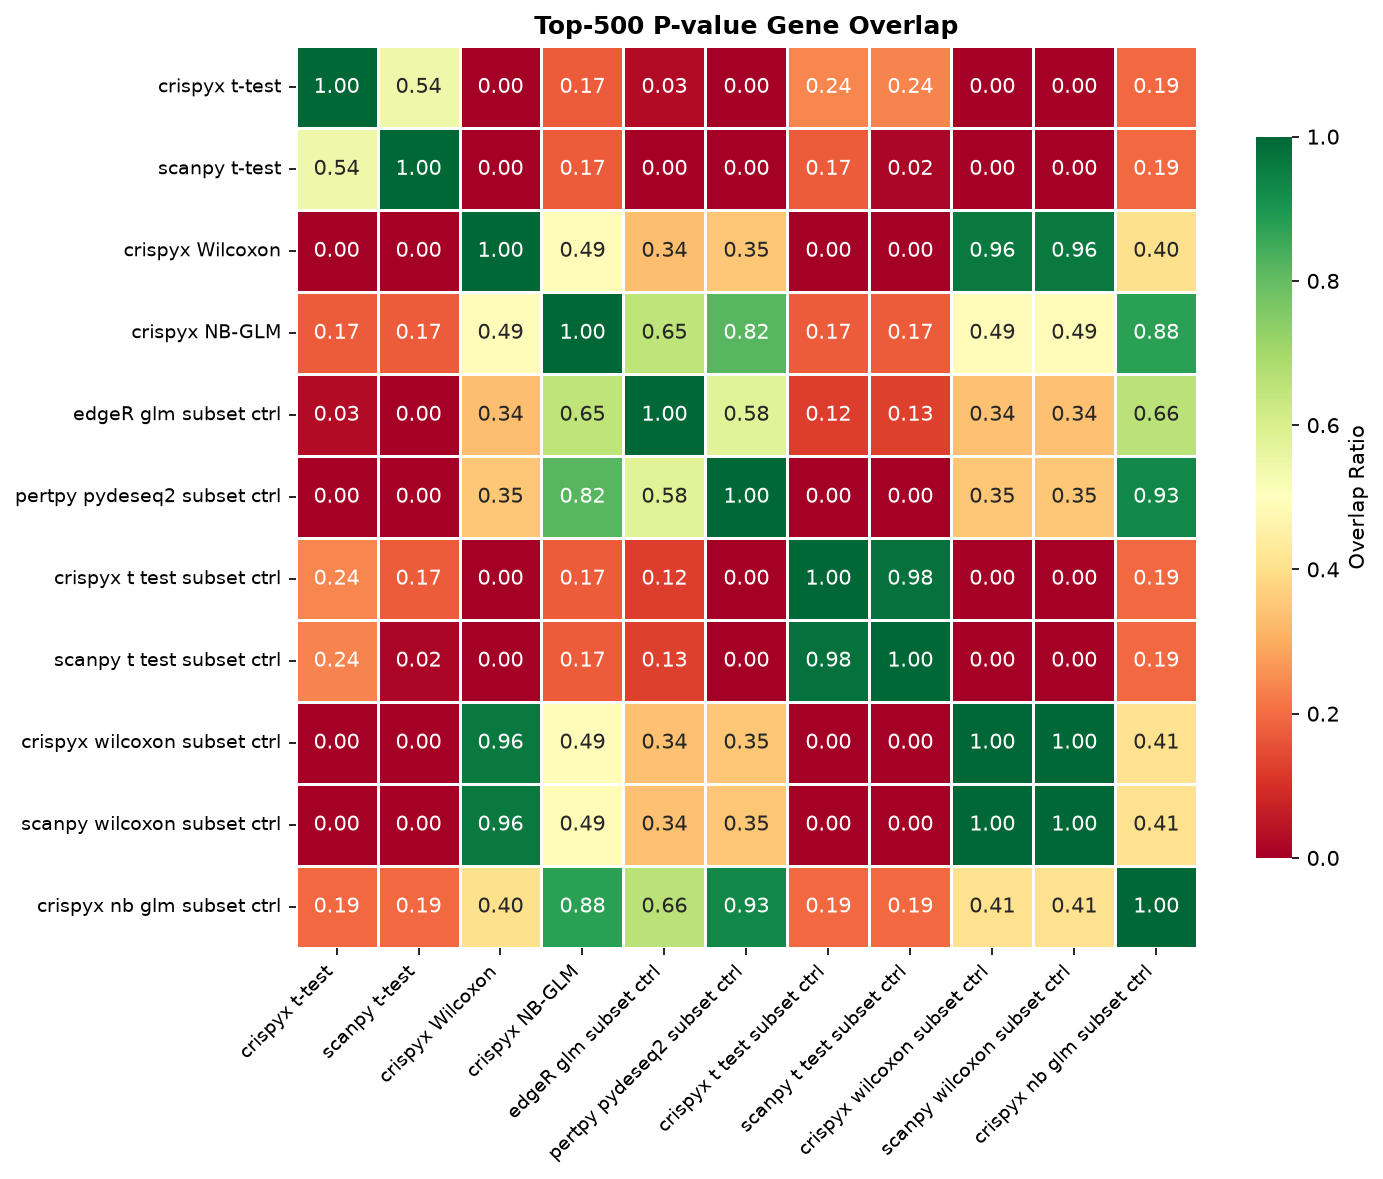 Top-500 P-value Gene Overlap
crispyx t-test 1.00 0.54 0.00 0.17 0.03 0.00 0.24 0.24 0.00 0.00 0.19
scanpy t-test 0.54 1.00 0.00 0.17 0.00 0.00 0.17 0.02 0.00 0.00 0.19
crispyx Wilcoxon 0.00 0.00 1.00 0.49 0.34 0.35 0.00 0.00 0.96 0.96 0.40
crispyx NB-GLM 0.17 0.17 0.49 1.00 0.65 0.82 0.17 0.17 0.49 0.49 0.88
edgeR glm subset ctrl 0.03 0.00 0.34 0.65 1.00 0.58 0.12 0.13 0.34 0.34 0.66
pertpy pydeseq2 subset ctrl 0.00 0.00 0.35 0.82 0.58 1.00 0.00 0.00 0.35 0.35 0.93
crispyx t test subset ctrl 0.24 0.17 0.00 0.17 0.12 0.00 1.00 0.98 0.00 0.00 0.19
scanpy t test subset ctrl 0.24 0.02 0.00 0.17 0.13 0.00 0.98 1.00 0.00 0.00 0.19
crispyx wilcoxon subset ctrl 0.00 0.00 0.96 0.49 0.34 0.35 0.00 0.00 1.00 1.00 0.41
scanpy wilcoxon subset ctrl 0.00 0.00 0.96 0.49 0.34 0.35 0.00 0.00 1.00 1.00 0.41
crispyx nb glm subset ctrl 0.19 0.19 0.40 0.88 0.66 0.93 0.19 0.19 0.41 0.41 1.00
crispyx t-test
scanpy t-test
crispyx Wilcoxon
crispyx NB-GLM
edgeR glm subset ctrl
pertpy pydeseq2 subset ctrl
crispyx t test subset ctrl
scanpy t test subset ctrl
crispyx wilcoxon subset ctrl
scanpy wilcoxon subset ctrl
crispyx nb glm subset ctrl
1.0
0.8
0.6
0.4
0.2
0.0
Overlap Ratio